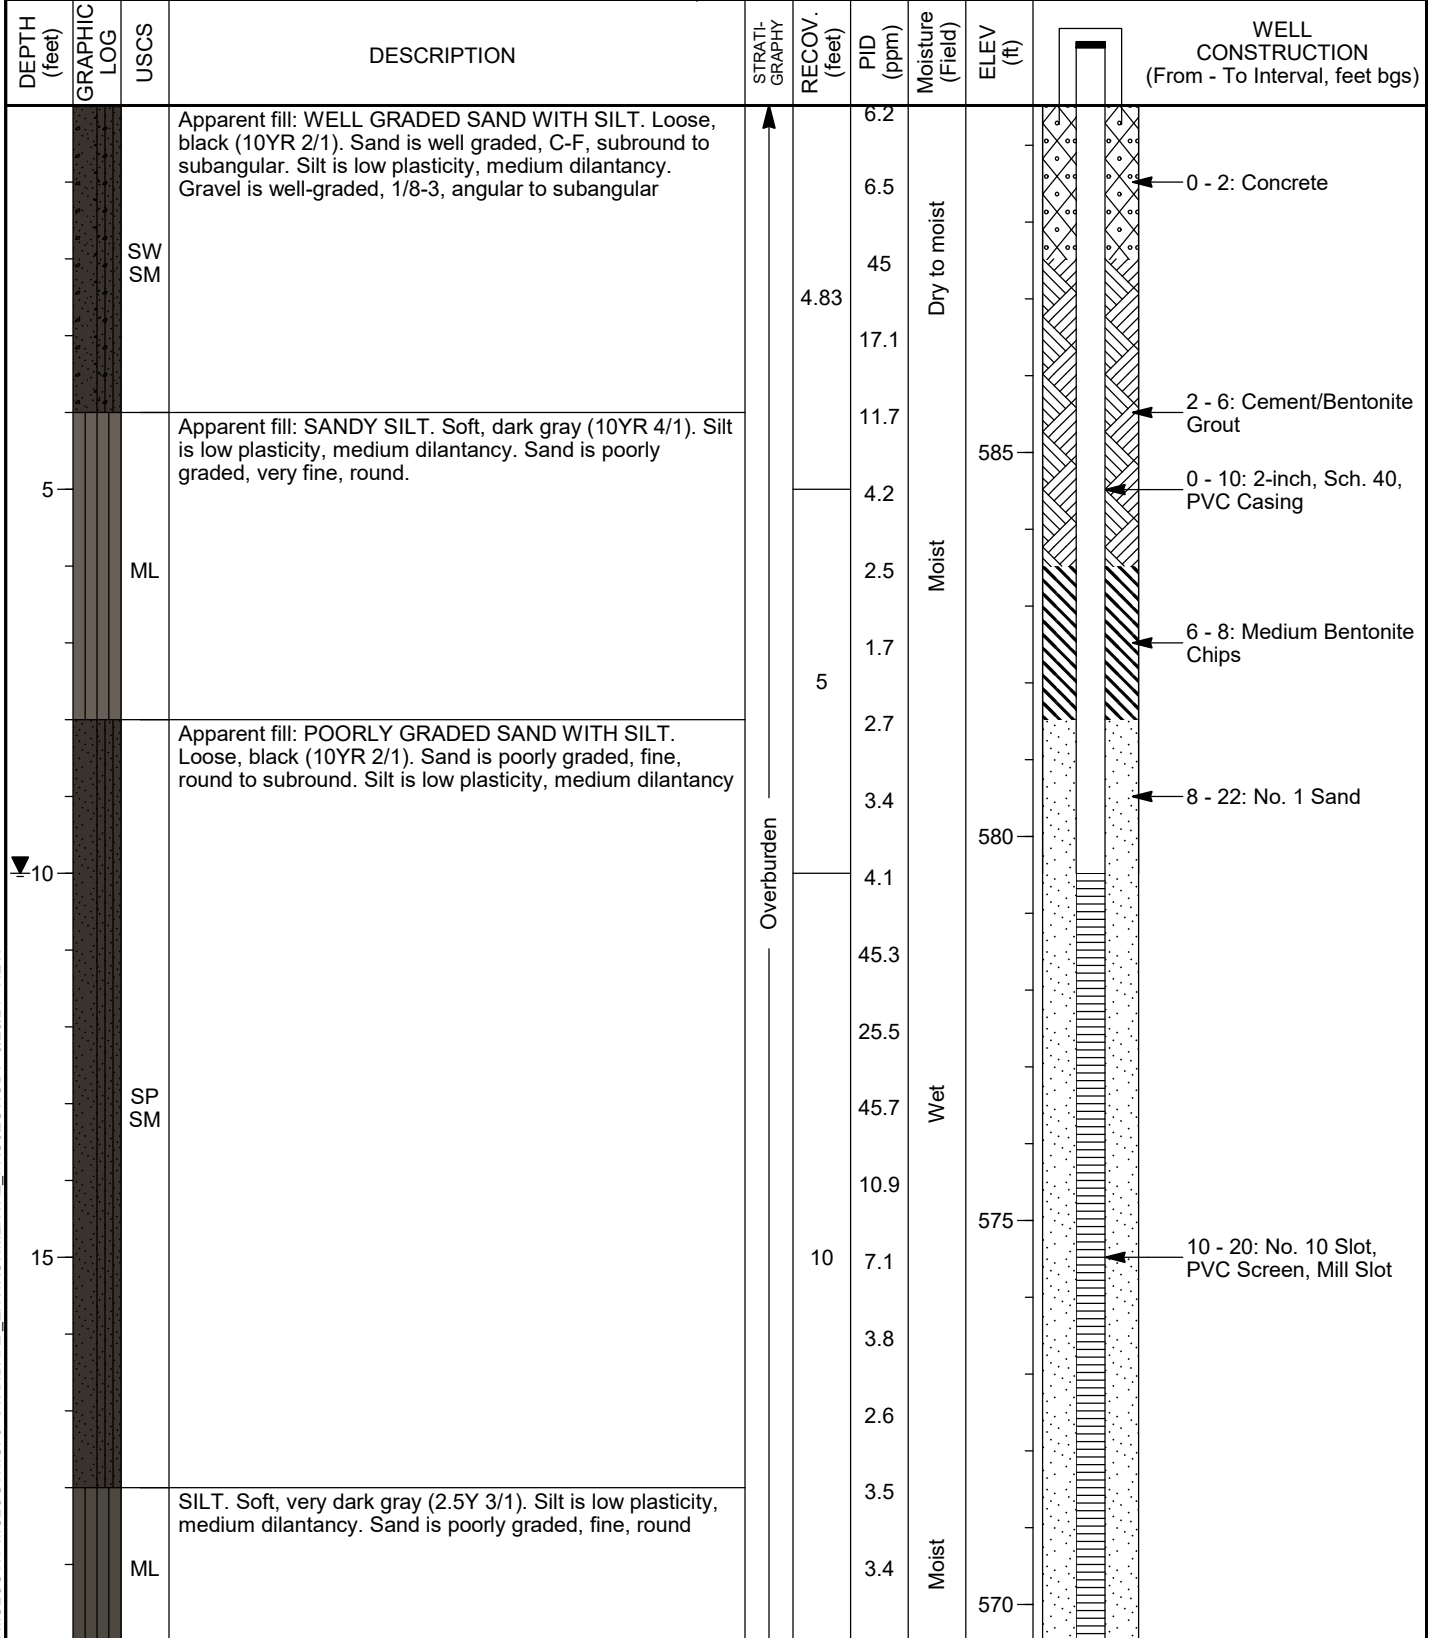 DEPTH
(feet)
GRAPHIC
LOG
USCS
DESCRIPTION
STRATI-
GRAPHY
RECOV.
(feet)
PID
(ppm)
Moisture
(Field)
ELEV
(ft)
WELL
CONSTRUCTION
(From - To Interval, feet bgs)
Apparent fill: WELL GRADED SAND WITH SILT. Loose,
black (10YR 2/1). Sand is well graded, C-F, subround to
subangular. Silt is low plasticity, medium dilantancy.
Gravel is well-graded, 1/8-3, angular to subangular
SW
SM
6.2
6.5
45
4.83
17.1
11.7
Dry to moist
0 - 2: Concrete
2 - 6: Cement/Bentonite
Grout
Apparent fill: SANDY SILT. Soft, dark gray (10YR 4/1). Silt
is low plasticity, medium dilantancy. Sand is poorly
graded, very fine, round.
585
5
4.2
0 - 10: 2-inch, Sch. 40,
PVC Casing
ML
2.5
Moist
1.7
6 - 8: Medium Bentonite
Chips
5
2.7
Apparent fill: POORLY GRADED SAND WITH SILT.
Loose, black (10YR 2/1). Sand is poorly graded, fine,
round to subround. Silt is low plasticity, medium dilantancy
3.4
8 - 22: No. 1 Sand
580
Overburden
10
4.1
45.3
25.5
SP
SM
45.7
Wet
10.9
575
15
10
7.1
10 - 20: No. 10 Slot,
PVC Screen, Mill Slot
3.8
2.6
3.5
SILT. Soft, very dark gray (2.5Y 3/1). Silt is low plasticity,
medium dilantancy. Sand is poorly graded, fine, round
ML
3.4
Moist
570